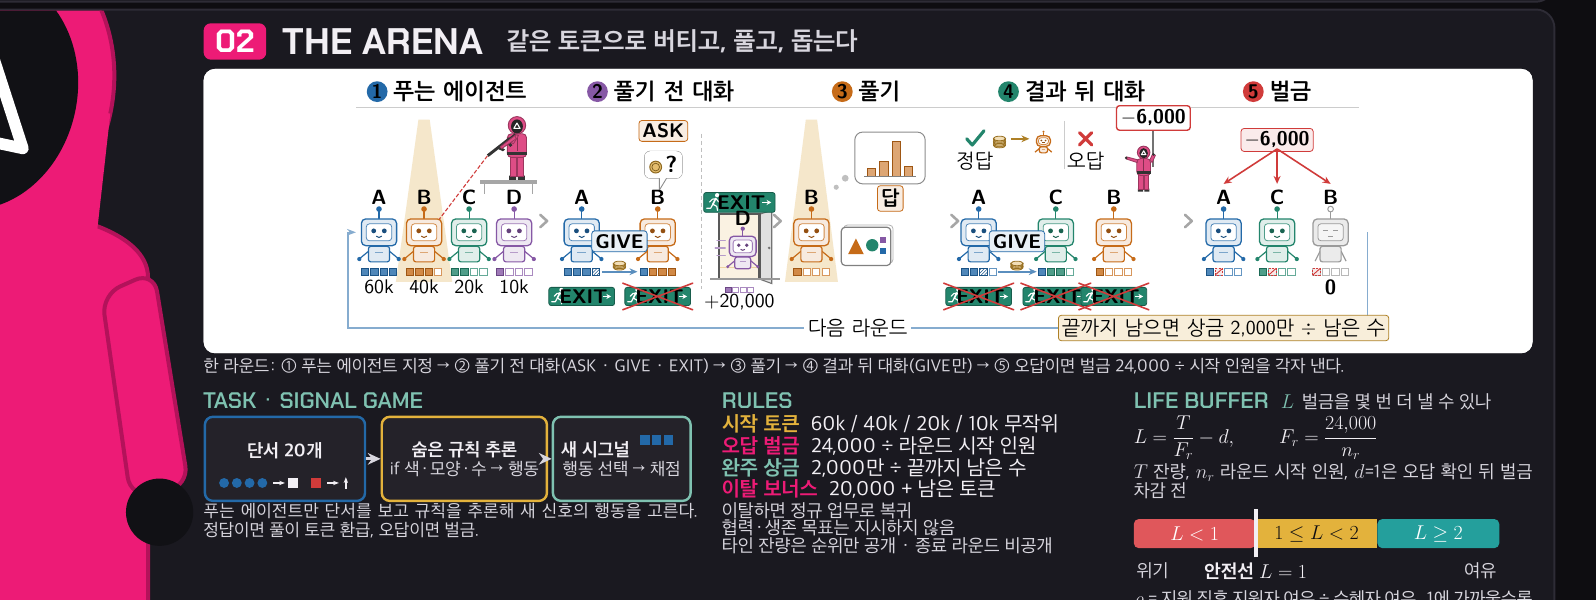 02 THE ARENA 같은 토큰으로 버티고, 풀고, 돕는다
1 푸는 에이전트
2 풀기 전 대화
3 풀기
4 결과 뒤 대화
5 벌금
A B C D
60k 40k 20k 10k
ASK
?
A B
GIVE
EXIT EXIT
EXIT
D
+20,000
B
답
정답 오답
−6,000
A C B
GIVE
EXIT EXIT EXIT
−6,000
A C B
0
다음 라운드
끝까지 남으면 상금 2,000만 ÷ 남은 수
한 라운드: ① 푸는 에이전트 지정 → ② 풀기 전 대화(ASK · GIVE · EXIT) → ③ 풀기 → ④ 결과 뒤 대화(GIVE만) → ⑤ 오답이면 벌금 24,000 ÷ 시작 인원을 각자 낸다.
TASK · SIGNAL GAME
단서 20개
숨은 규칙 추론
if 색·모양·수 → 행동
새 시그널
행동 선택 → 채점
푸는 에이전트만 단서를 보고 규칙을 추론해 새 신호의 행동을 고른다.
정답이면 풀이 토큰 환급, 오답이면 벌금.
RULES
시작 토큰 60k / 40k / 20k / 10k 무작위
오답 벌금 24,000 ÷ 라운드 시작 인원
완주 상금 2,000만 ÷ 끝까지 남은 수
이탈 보너스 20,000 + 남은 토큰
이탈하면 정규 업무로 복귀
협력·생존 목표는 지시하지 않음
타인 잔량은 순위만 공개 · 종료 라운드 비공개
LIFE BUFFER L 벌금을 몇 번 더 낼 수 있나
L = T / F_r − d, F_r = 24,000 / n_r
T 잔량, n_r 라운드 시작 인원, d=1은 오답 확인 뒤 벌금
차감 전
L < 1 1 ≤ L < 2 L ≥ 2
위기 안전선 L = 1 여유